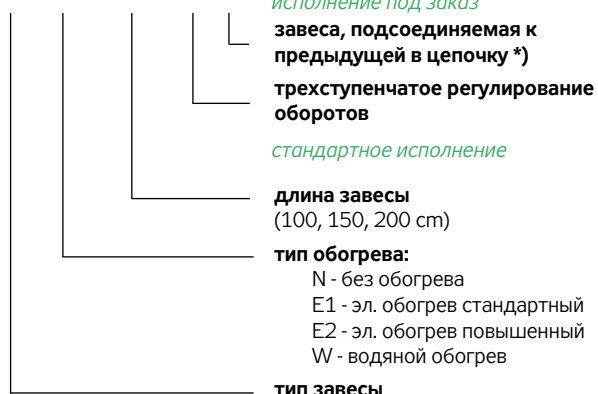 исполнение под заказ
завеса, подсоединяемая к
предыдущей в цепочку *)
трехступенчатое регулирование
оборотов
стандартное исполнение
длина завесы
(100, 150, 200 cm)
тип обогрева:
N - без обогрева
E1 - эл. обогрев стандартный
E2 - эл. обогрев повышенный
W - водяной обогрев
тип завесы